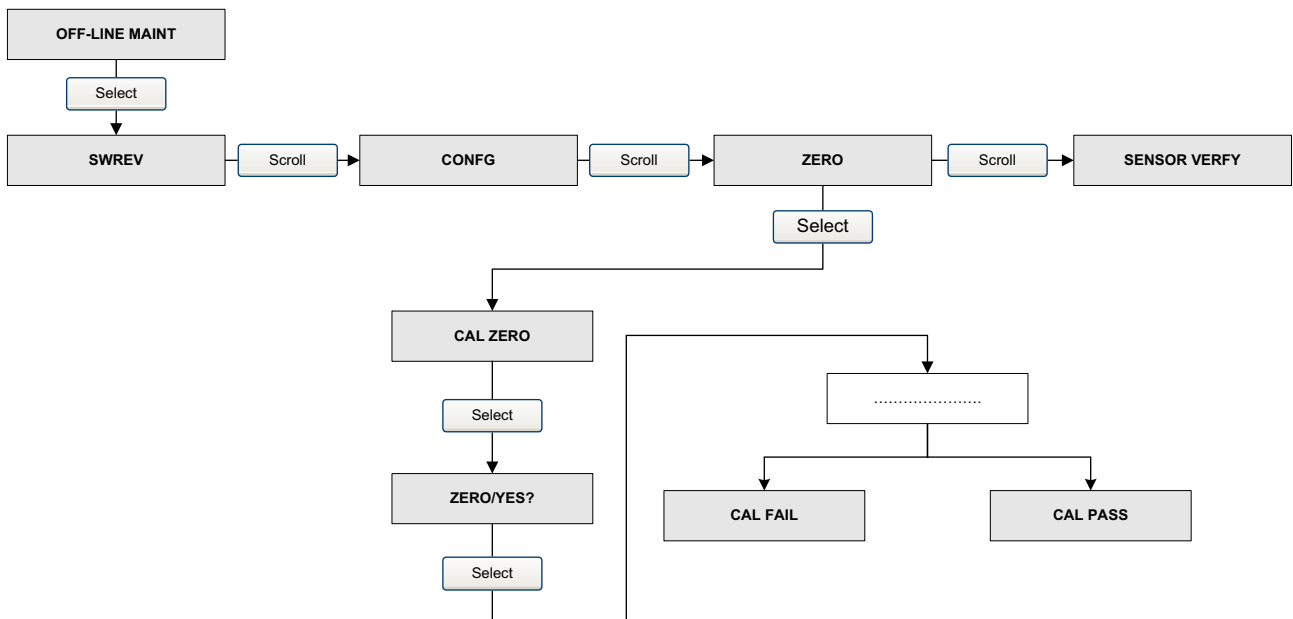 OFF-LINE MAINT
Select
SWREV
Scroll
CONFG
Scroll
ZERO
Scroll
SENSOR VERFY
Select
CAL ZERO
Select
......................
ZERO/YES?
CAL FAIL
CAL PASS
Select